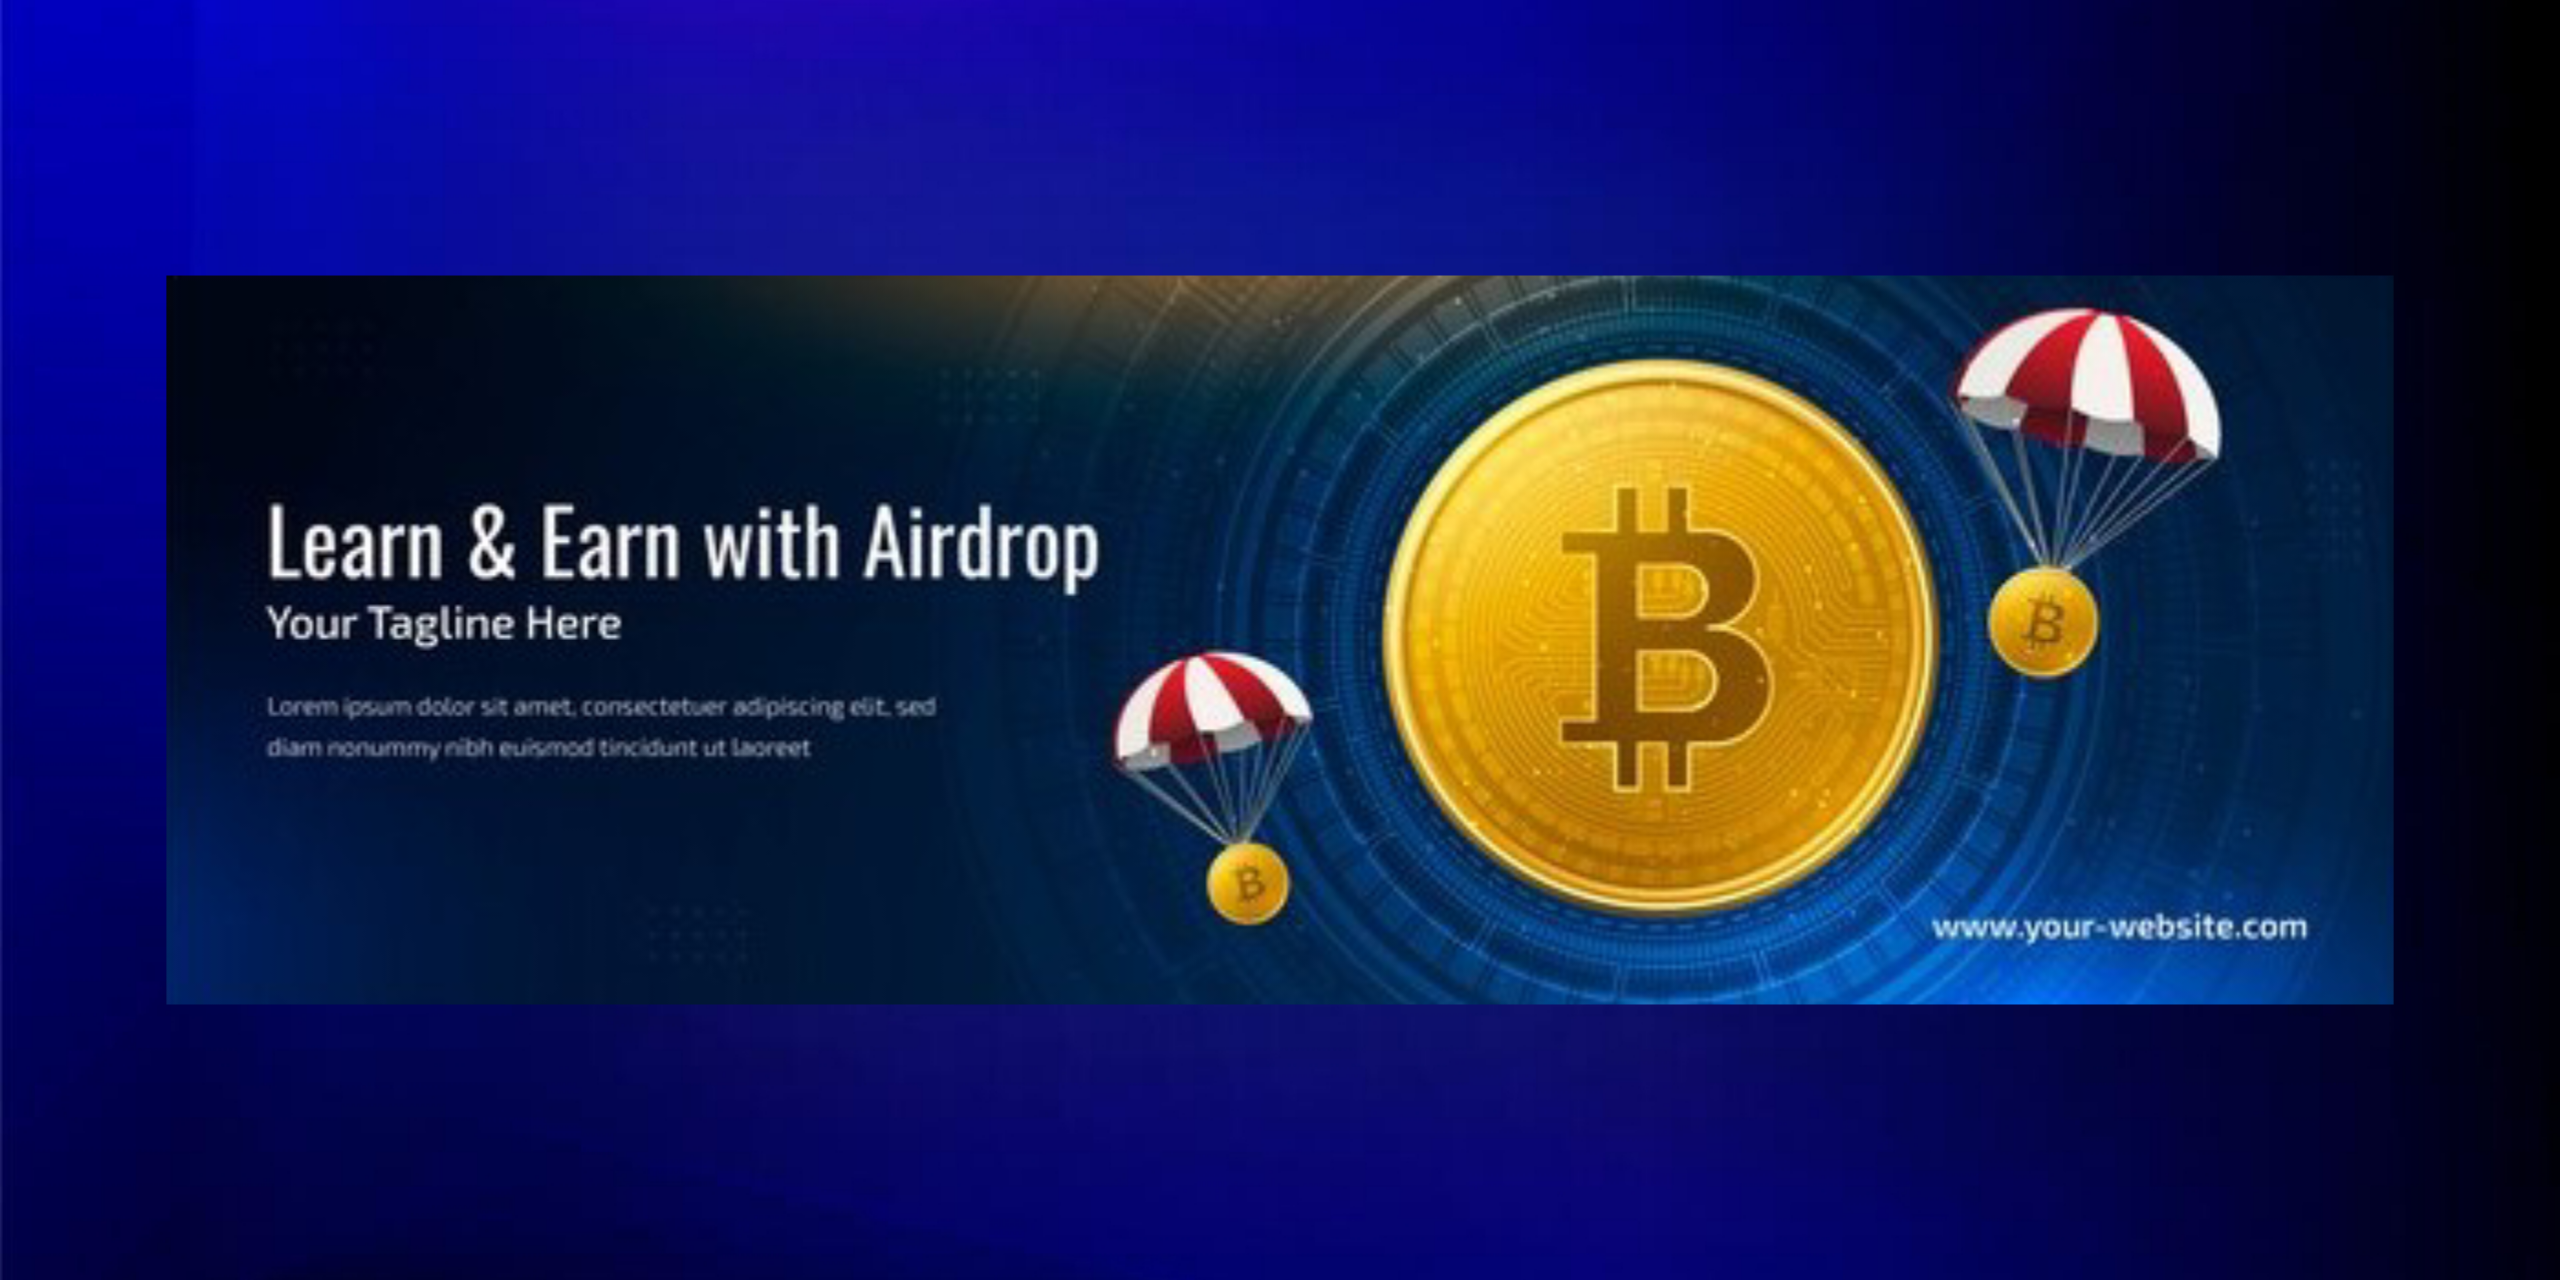 Learn & Earn with Airdrop
Your Tagline Here
Lorem ipsum dolor sit amet, consectetuer adipiscing elit, sed
diam nonummy nibh euismod tincidunt ut laoreet
www.your-website.com